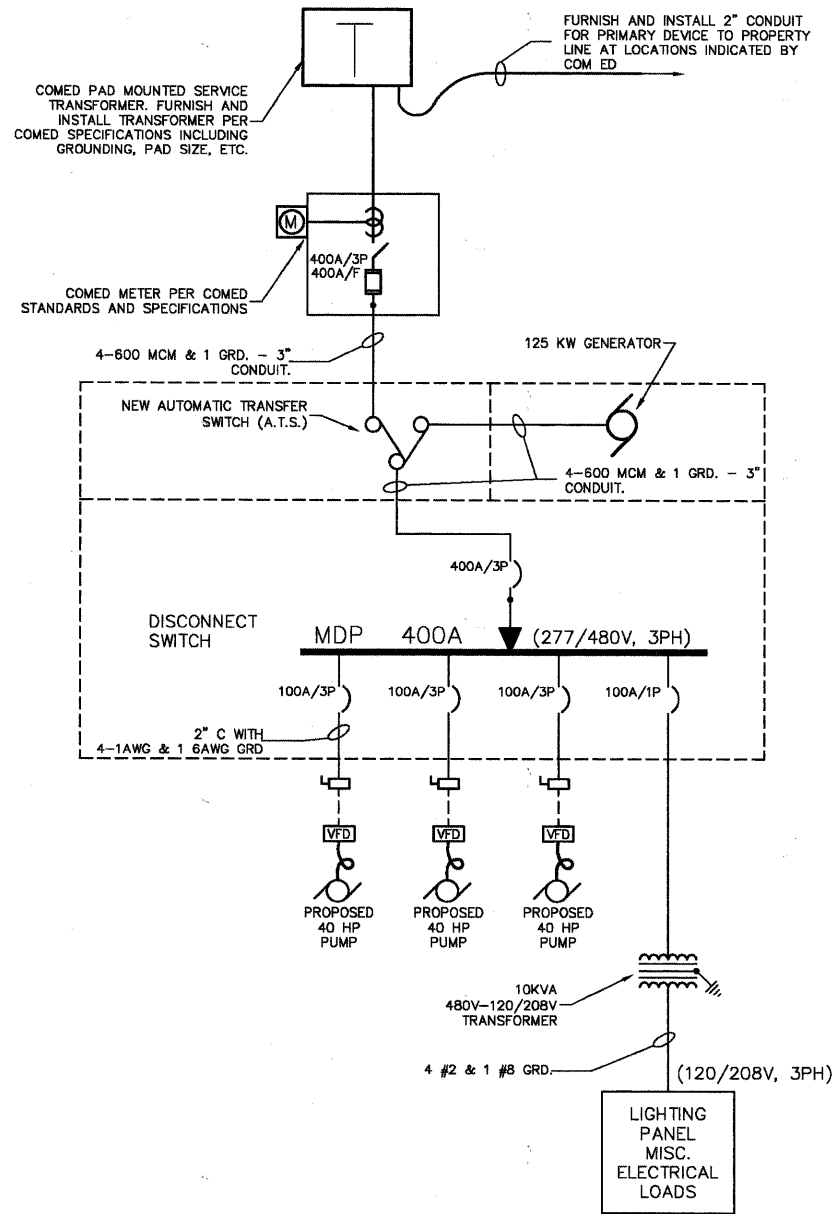 FURNISH AND INSTALL 2" CONDUIT
FOR PRIMARY DEVICE TO PROPERTY
LINE AT LOCATIONS INDICATED BY
COM ED
T
COMED PAD MOUNTED SERVICE
TRANSFORMER. FURNISH AND
INSTALL TRANSFORMER PER
COMED SPECIFICATIONS INCLUDING
GROUNDING, PAD SIZE, ETC.
M
400A/3P
400A/F
COMED METER PER COMED
STANDARDS AND SPECIFICATIONS
4-600 MCM & 1 GRD. - 3"
CONDUIT.
125 KW GENERATOR
NEW AUTOMATIC TRANSFER
SWITCH (A.T.S.)
4-600 MCM & 1 GRD. - 3"
CONDUIT.
400A/3P
DISCONNECT
SWITCH
MDP 400A (277/480V, 3PH)
100A/3P 100A/3P 100A/3P 100A/1P
2" C WITH
4-1AWG & 1 6AWG GRD
VFD VFD VFD
PROPOSED
40 HP
PUMP
PROPOSED
40 HP
PUMP
PROPOSED
40 HP
PUMP
10KVA
480V-120/208V
TRANSFORMER
4 #2 & 1 #8 GRD.
(120/208V, 3PH)
LIGHTING
PANEL
MISC.
ELECTRICAL
LOADS